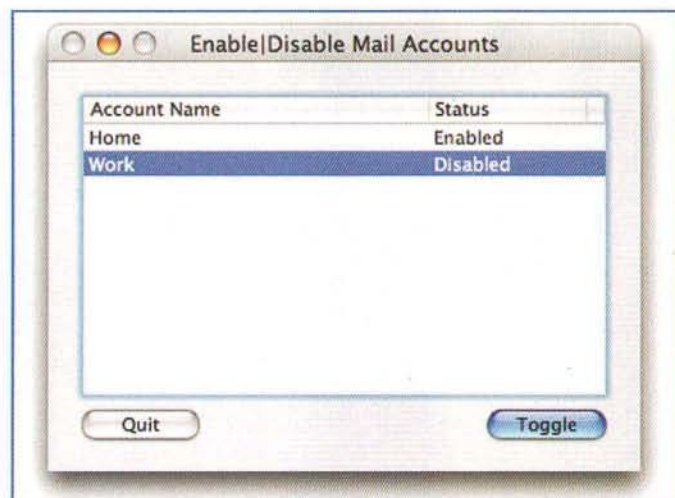 Enable|Disable Mail Accounts
Account Name Status
Home Enabled
Work Disabled
Quit Toggle